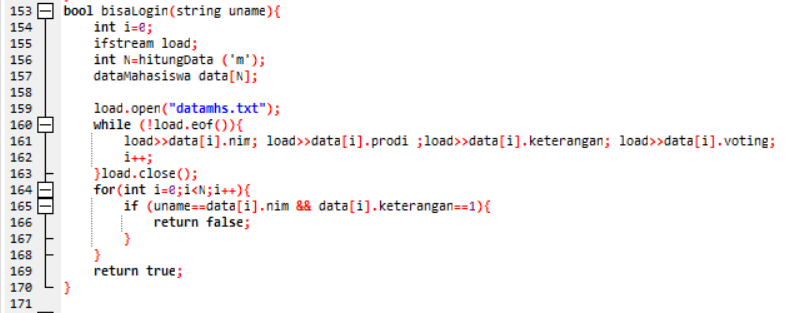 153 bool bisaLogin(string uname){
154     int i=0;
155     ifstream load;
156     int N=hitungData ('m');
157     dataMahasiswa data[N];
158
159     load.open("datamhs.txt");
160     while (!load.eof()){
161         load>>data[i].nim; load>>data[i].prodi ;load>>data[i].keterangan; load>>data[i].voting;
162         i++;
163     }load.close();
164     for(int i=0;i<N;i++){
165         if (uname==data[i].nim && data[i].keterangan==1){
166             return false;
167         }
168     }
169     return true;
170 }
171